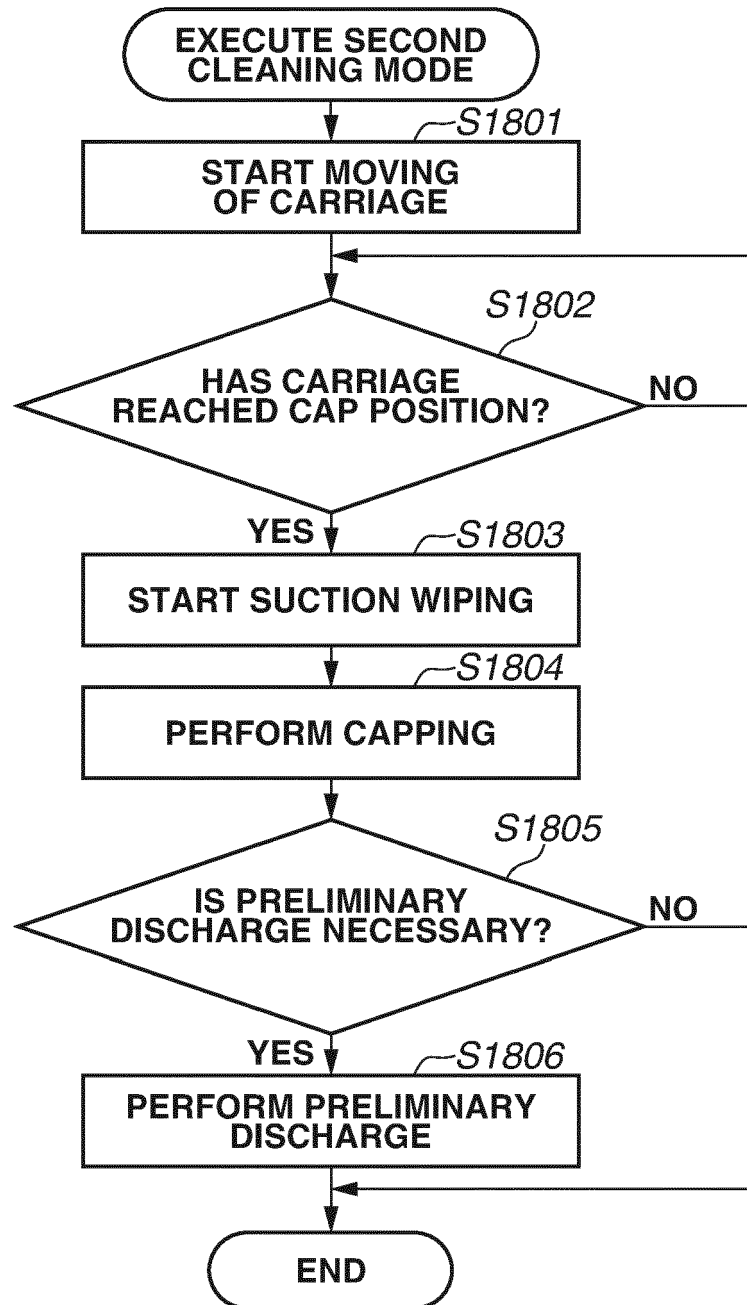 EXECUTE SECOND
CLEANING MODE
S1801
START MOVING
OF CARRIAGE
S1802
HAS CARRIAGE
REACHED CAP POSITION?
NO
YES
S1803
START SUCTION WIPING
S1804
PERFORM CAPPING
S1805
IS PRELIMINARY
DISCHARGE NECESSARY?
NO
YES
S1806
PERFORM PRELIMINARY
DISCHARGE
END